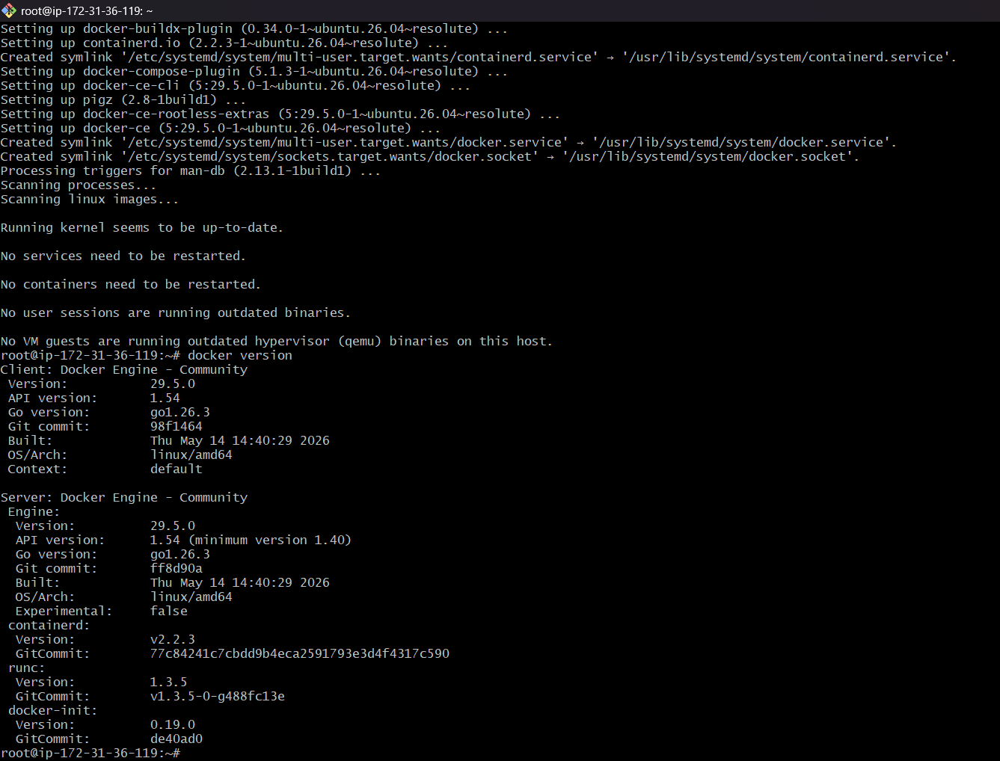 root@ip-172-31-36-119: ~
Setting up docker-buildx-plugin (0.34.0-1~ubuntu.26.04~resolute) ...
Setting up containerd.io (2.2.3-1~ubuntu.26.04~resolute) ...
Created symlink '/etc/systemd/system/multi-user.target.wants/containerd.service' → '/usr/lib/systemd/system/containerd.service'.
Setting up docker-compose-plugin (5.1.3-1~ubuntu.26.04~resolute) ...
Setting up docker-ce-cli (5:29.5.0-1~ubuntu.26.04~resolute) ...
Setting up pigz (2.8-1build1) ...
Setting up docker-ce-rootless-extras (5:29.5.0-1~ubuntu.26.04~resolute) ...
Setting up docker-ce (5:29.5.0-1~ubuntu.26.04~resolute) ...
Created symlink '/etc/systemd/system/multi-user.target.wants/docker.service' → '/usr/lib/systemd/system/docker.service'.
Created symlink '/etc/systemd/system/sockets.target.wants/docker.socket' → '/usr/lib/systemd/system/docker.socket'.
Processing triggers for man-db (2.13.1-1build1) ...
Scanning processes...
Scanning linux images...
Running kernel seems to be up-to-date.
No services need to be restarted.
No containers need to be restarted.
No user sessions are running outdated binaries.
No VM guests are running outdated hypervisor (qemu) binaries on this host.
root@ip-172-31-36-119:~# docker version
Client: Docker Engine - Community
Version: 29.5.0
API version: 1.54
Go version: go1.26.3
Git commit: 98f1464
Built: Thu May 14 14:40:29 2026
OS/Arch: linux/amd64
Context: default
Server: Docker Engine - Community
Engine:
Version: 29.5.0
API version: 1.54 (minimum version 1.40)
Go version: go1.26.3
Git commit: ff8d90a
Built: Thu May 14 14:40:29 2026
OS/Arch: linux/amd64
Experimental: false
containerd:
Version: v2.2.3
GitCommit: 77c84241c7cbdd9b4eca2591793e3d4f4317c590
runc:
Version: 1.3.5
GitCommit: v1.3.5-0-g488fc13e
docker-init:
Version: 0.19.0
GitCommit: de40ad0
root@ip-172-31-36-119:~#